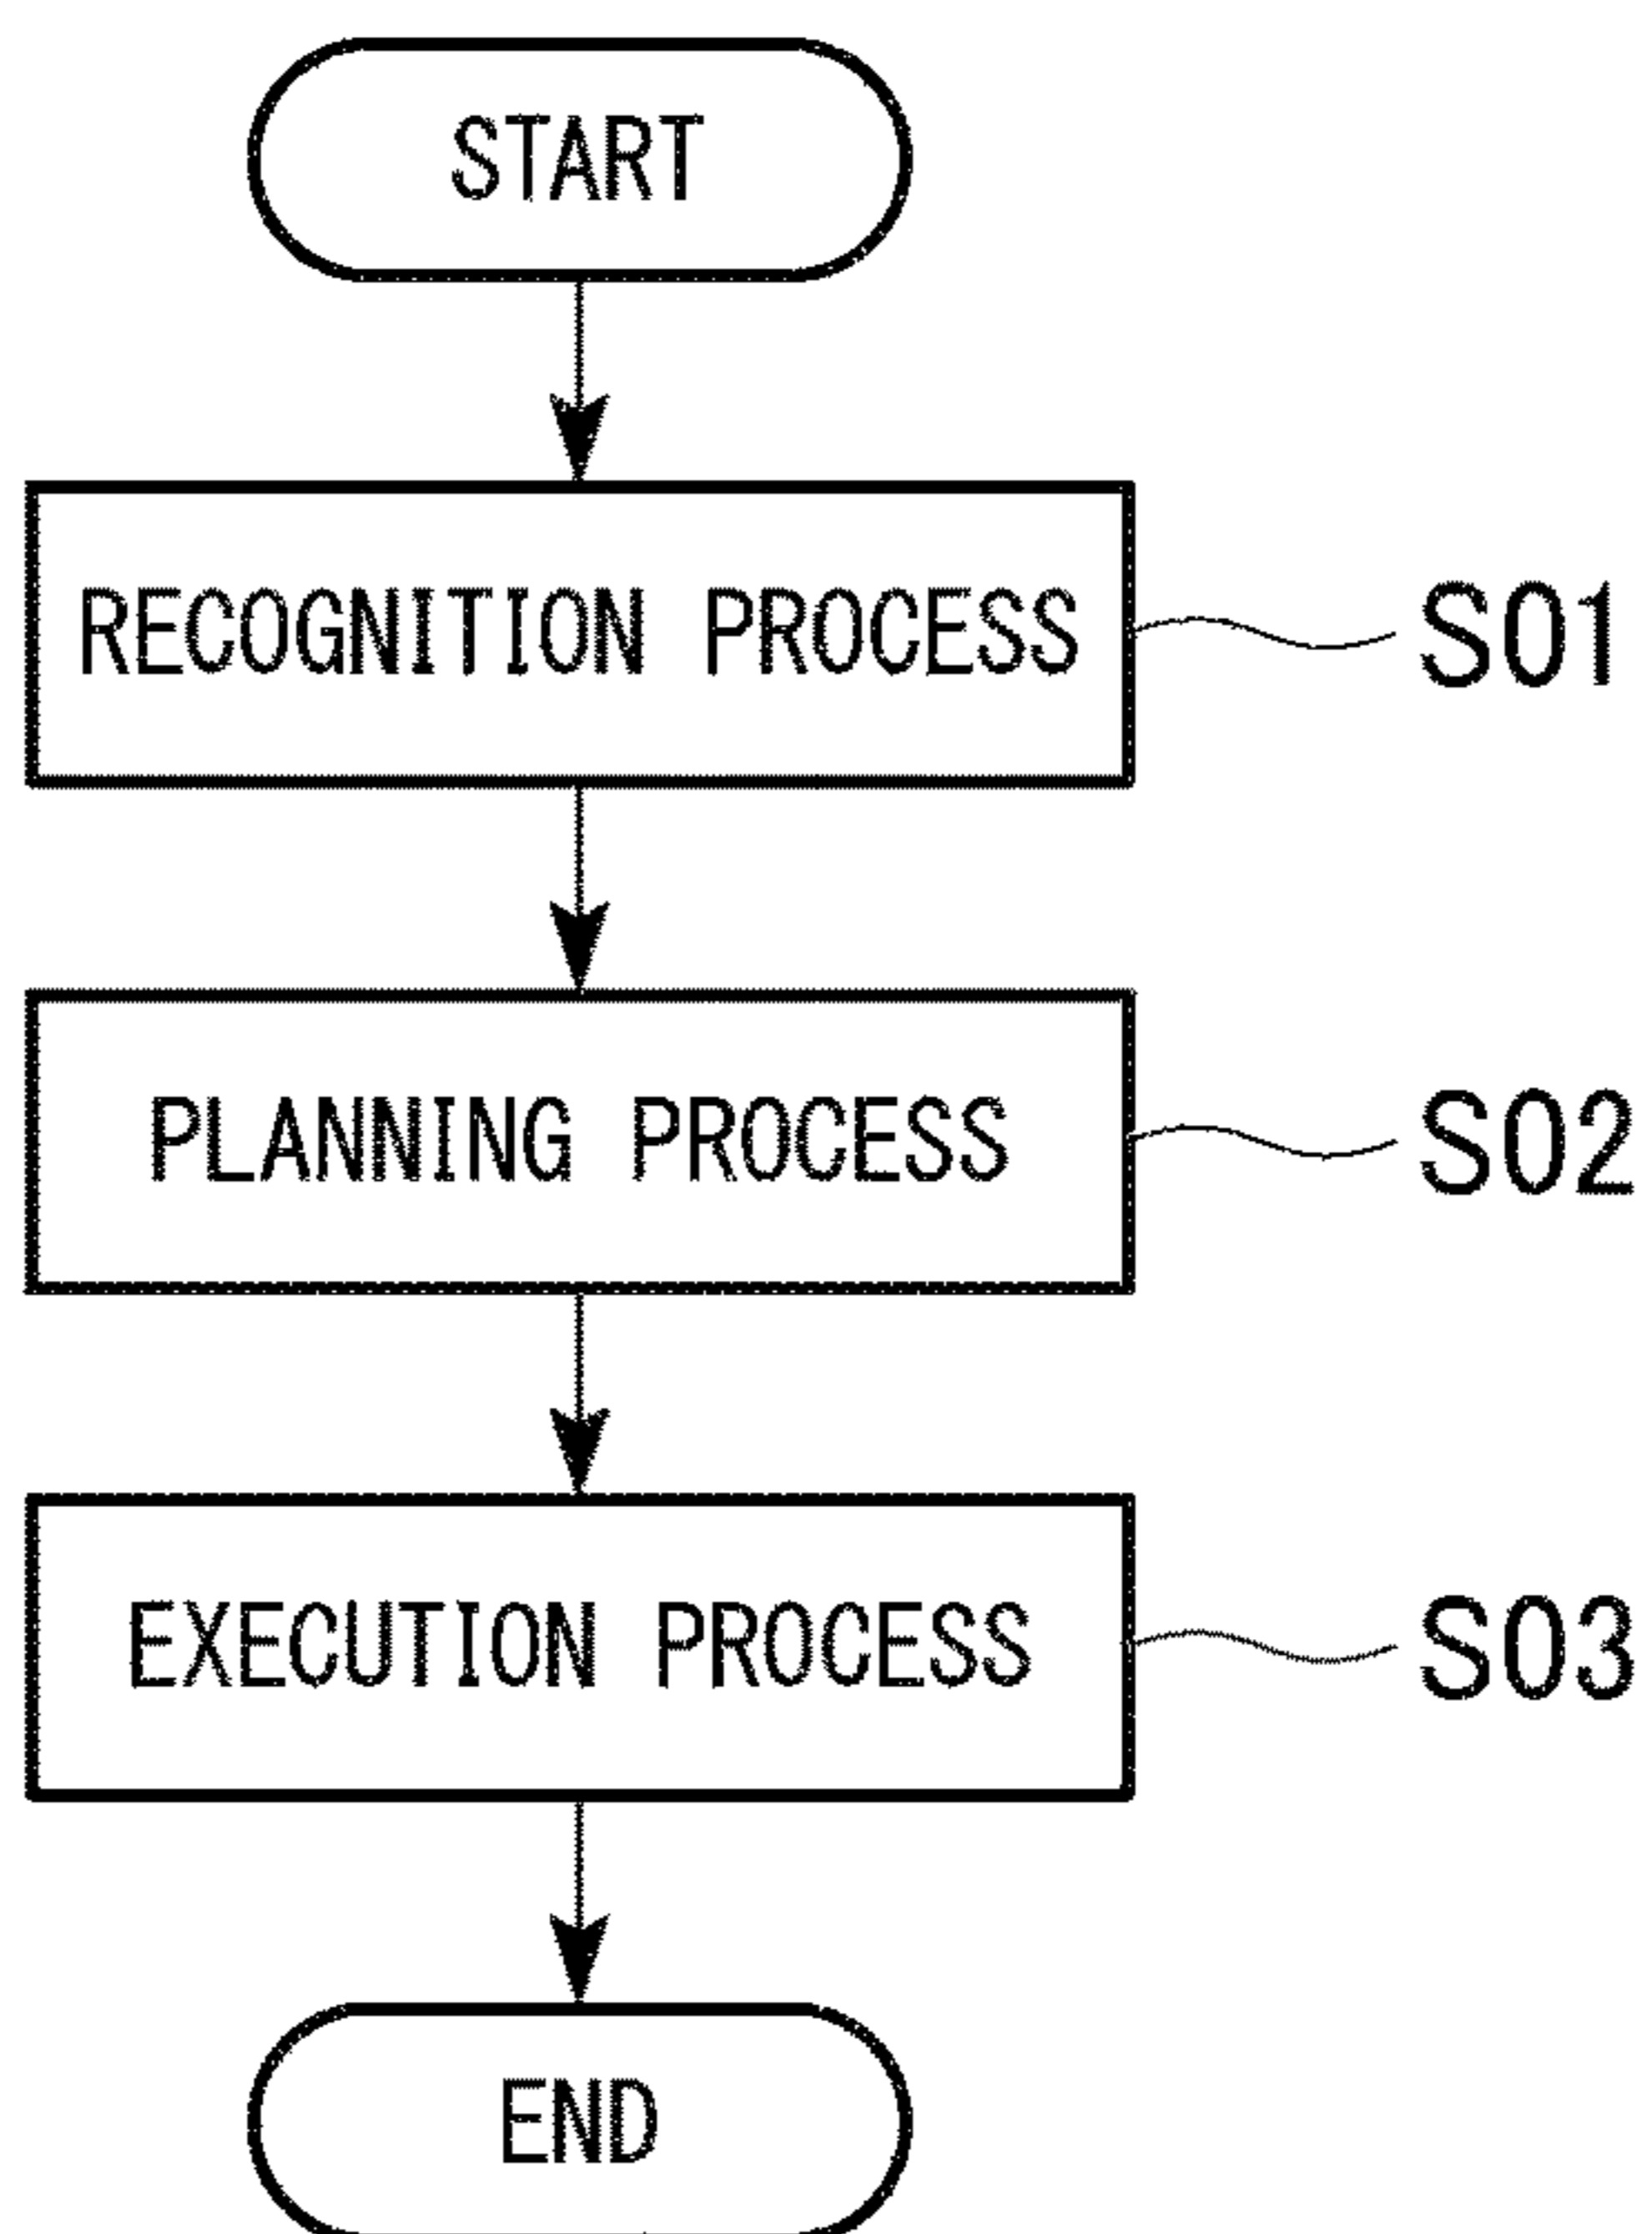 START
RECOGNITION PROCESS S01
PLANNING PROCESS S02
EXECUTION PROCESS S03
END